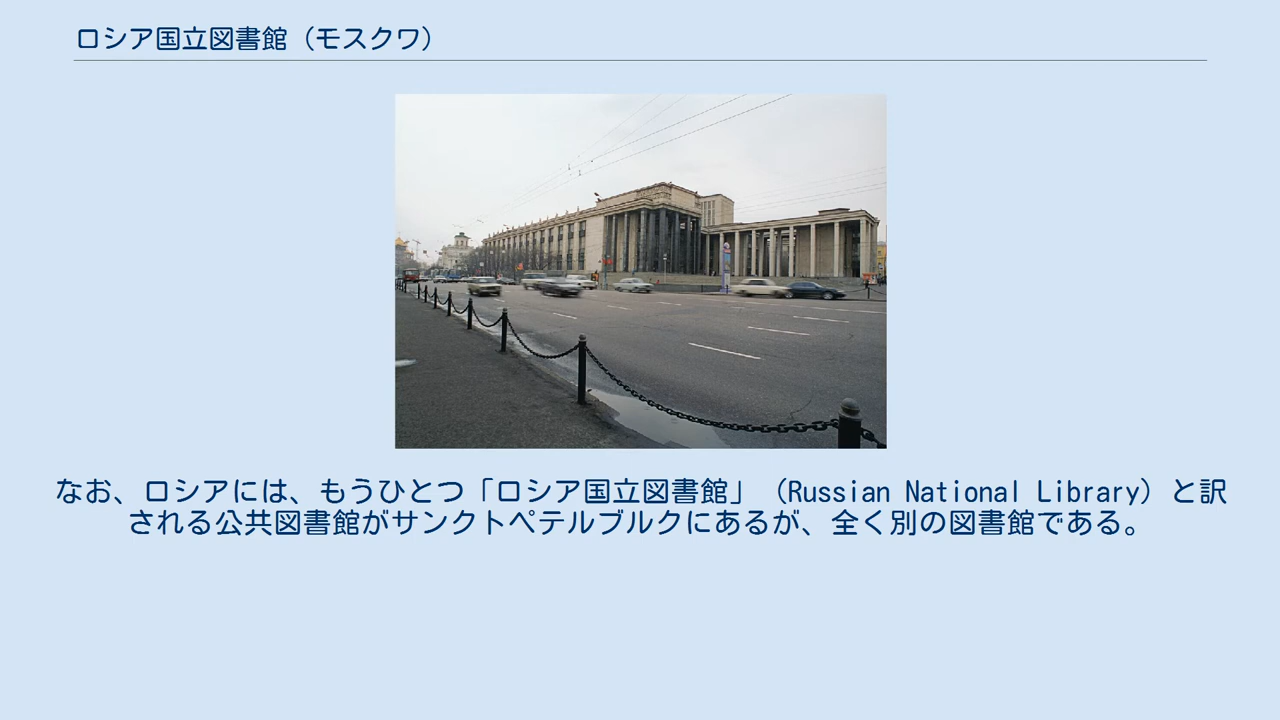 ロシア国立図書館（モスクワ）
なお、ロシアには、もうひとつ「ロシア国立図書館」（Russian National Library）と訳
される公共図書館がサンクトペテルブルクにあるが、全く別の図書館である。